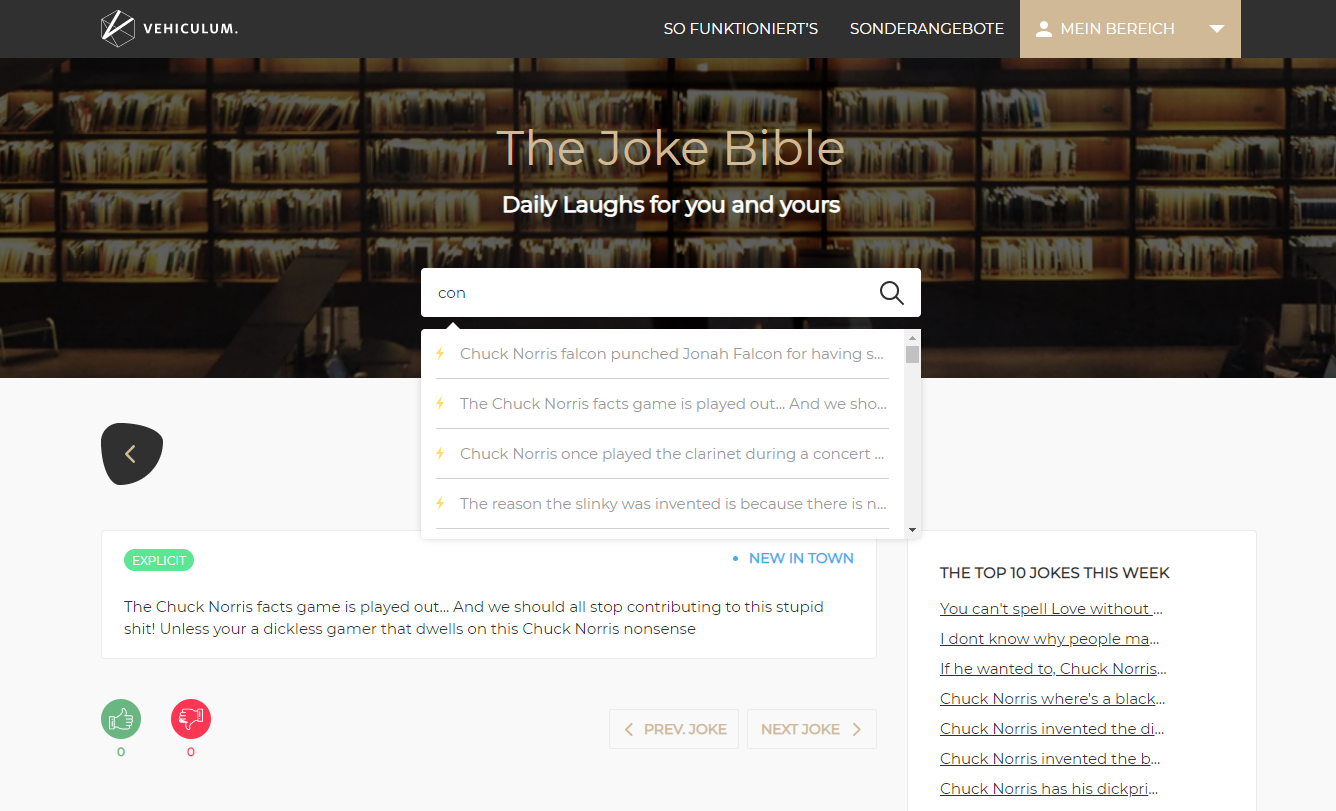 VEHICULUM.
SO FUNKTIONIERT'S
SONDERANGEBOTE
MEIN BEREICH
The Joke Bible
Daily Laughs for you and yours
con
Chuck Norris falcon punched Jonah Falcon for having s...
The Chuck Norris facts game is played out... And we sho...
Chuck Norris once played the clarinet during a concert ...
The reason the slinky was invented is because there is n...
EXPLICIT
• NEW IN TOWN
The Chuck Norris facts game is played out... And we should all stop contributing to this stupid
shit! Unless your a dickless gamer that dwells on this Chuck Norris nonsense
0
0
PREV. JOKE
NEXT JOKE
THE TOP 10 JOKES THIS WEEK
You can't spell Love without ...
I dont know why people ma...
If he wanted to, Chuck Norris...
Chuck Norris where's a black...
Chuck Norris invented the di...
Chuck Norris invented the b...
Chuck Norris has his dickpri...